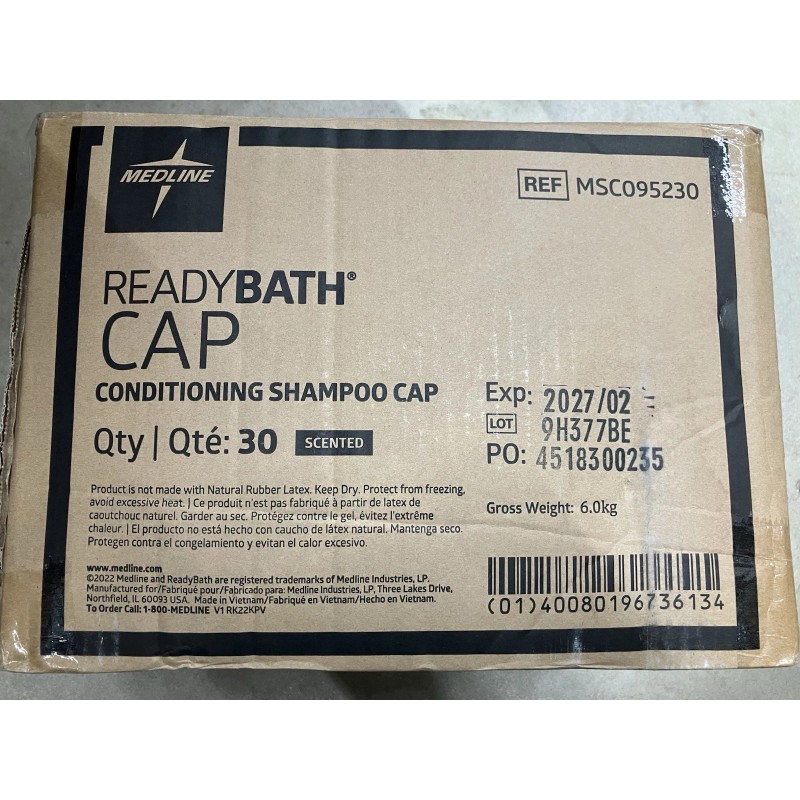 MEDLINE
REF MSC095230
READYBATH®
CAP
CONDITIONING SHAMPOO CAP
Qty | Qté: 30 SCENTED
Exp: 2027/02
LOT 9H377BE
PO: 4518300235
Gross Weight: 6.0kg
Product is not made with Natural Rubber Latex. Keep Dry. Protect from freezing,
avoid excessive heat. | Ce produit n'est pas fabriqué à partir de latex de
caoutchouc naturel. Garder au sec. Protégez contre le gel, évitez l'extrême
chaleur. | El producto no está hecho con caucho de látex natural. Mantenga seco.
Protegen contra el congelamiento y evitan el calor excesivo.
www.medline.com
©2022 Medline and ReadyBath are registered trademarks of Medline Industries, LP.
Manufactured for/Fabriqué pour/Fabricado para: Medline Industries, LP, Three Lakes Drive,
Northfield, IL 60093 USA. Made in Vietnam/Fabriqué en Vietnam/Hecho en Vietnam.
To Order Call: 1-800-MEDLINE V1 RK22KPV
(01)40080196736134